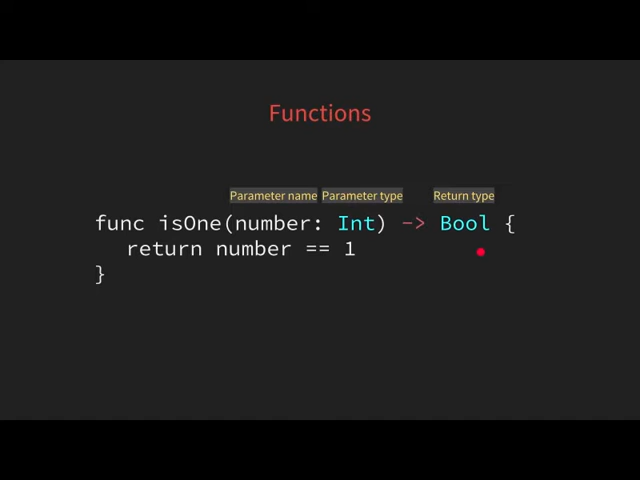 Functions
Parameter name Parameter type Return type
func isOne(number: Int) -> Bool {
return number == 1
}